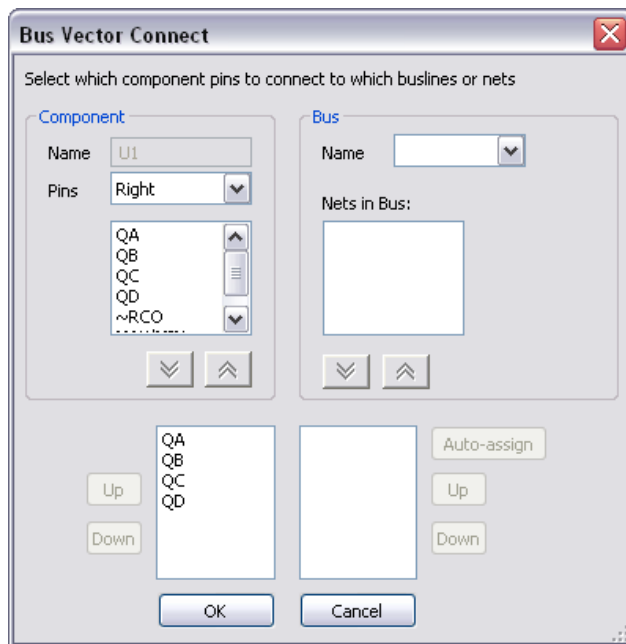 Bus Vector Connect
Select which component pins to connect to which buslines or nets
Component
Name U1
Pins Right
QA
QB
QC
QD
~RCO
Bus
Name
Nets in Bus:
QA
QB
QC
QD
Up
Down
Auto-assign
Up
Down
OK
Cancel